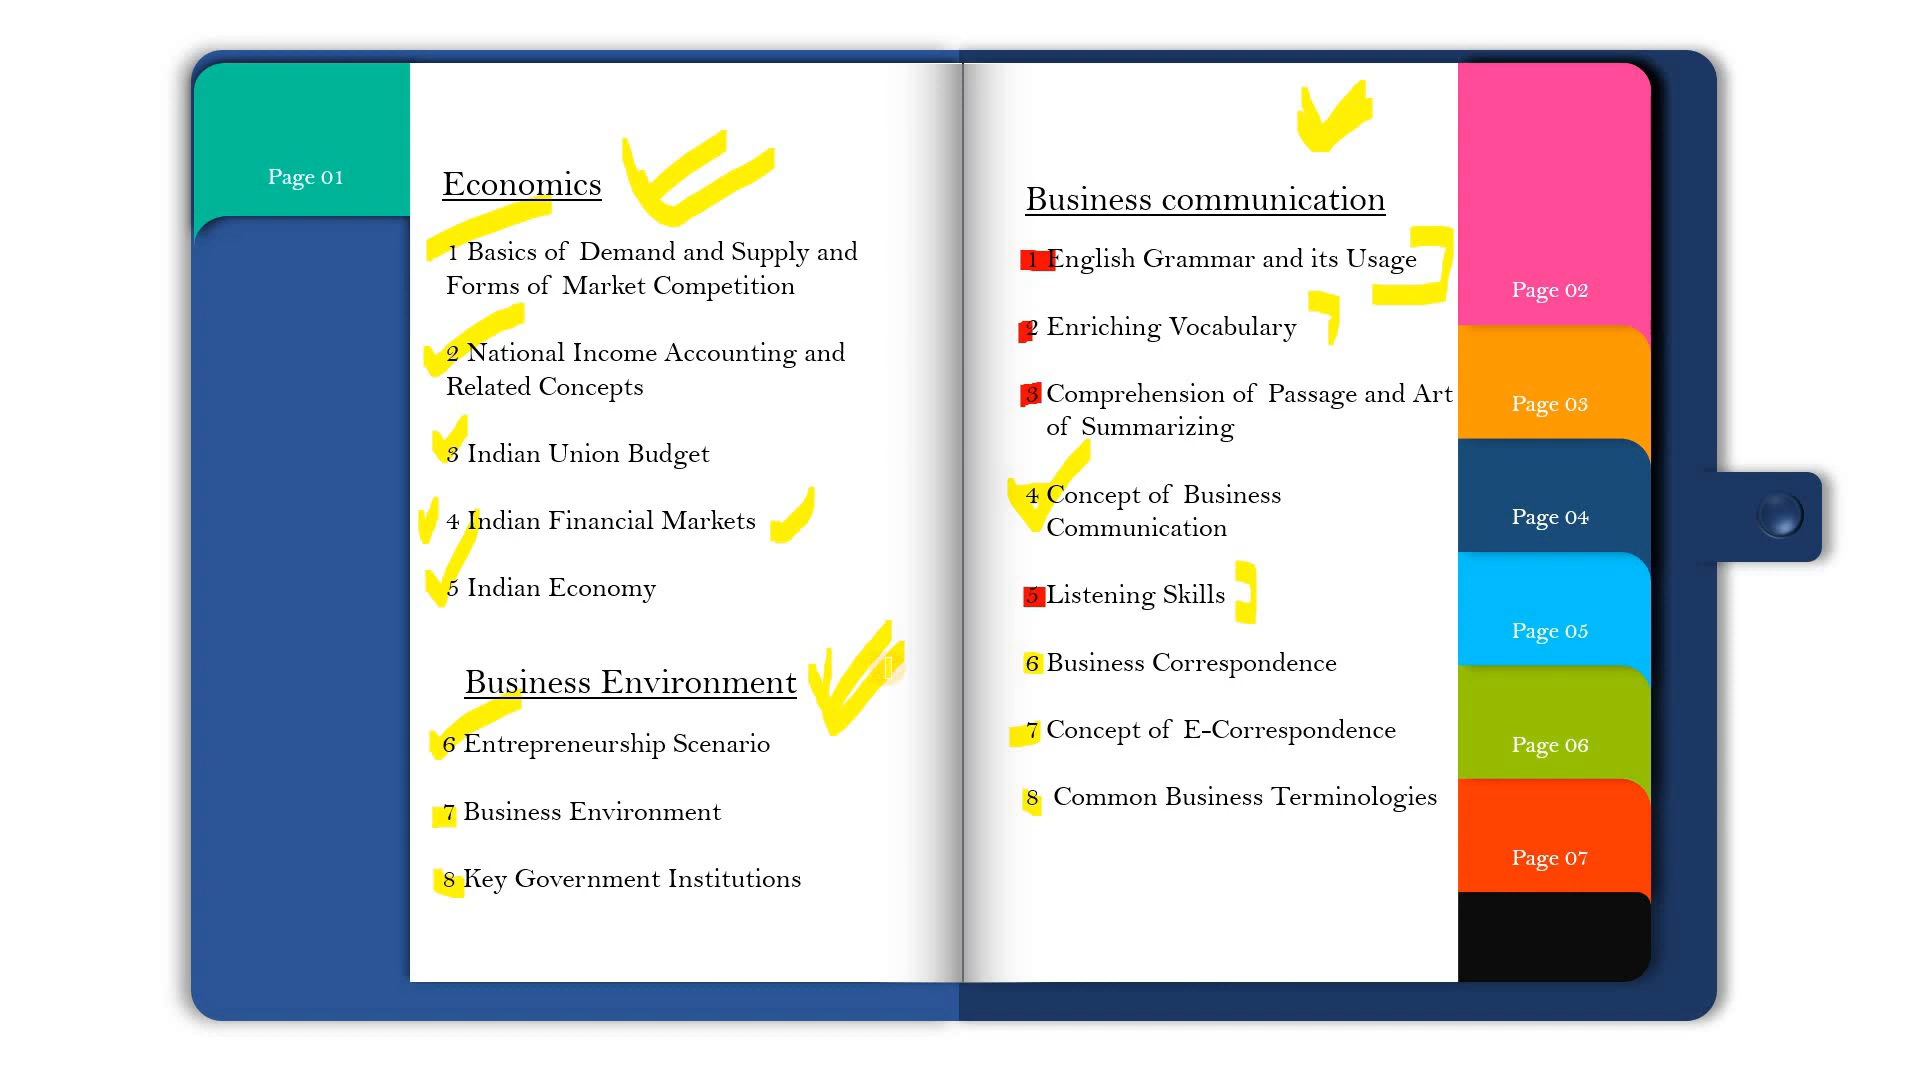 Page 01
Economics
1 Basics of Demand and Supply and
Forms of Market Competition
2 National Income Accounting and
Related Concepts
3 Indian Union Budget
4 Indian Financial Markets
5 Indian Economy
Business Environment
6 Entrepreneurship Scenario
7 Business Environment
8 Key Government Institutions
Business communication
1 English Grammar and its Usage
2 Enriching Vocabulary
3 Comprehension of Passage and Art
of Summarizing
4 Concept of Business
Communication
5 Listening Skills
6 Business Correspondence
7 Concept of E-Correspondence
8 Common Business Terminologies
Page 02
Page 03
Page 04
Page 05
Page 06
Page 07